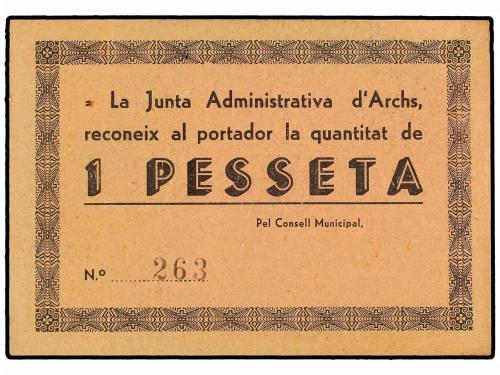 La Junta Administrativa d'Archs,
reconeix al portador la quantitat de
1 PESSETA
Pel Consell Municipal,
N.º 263